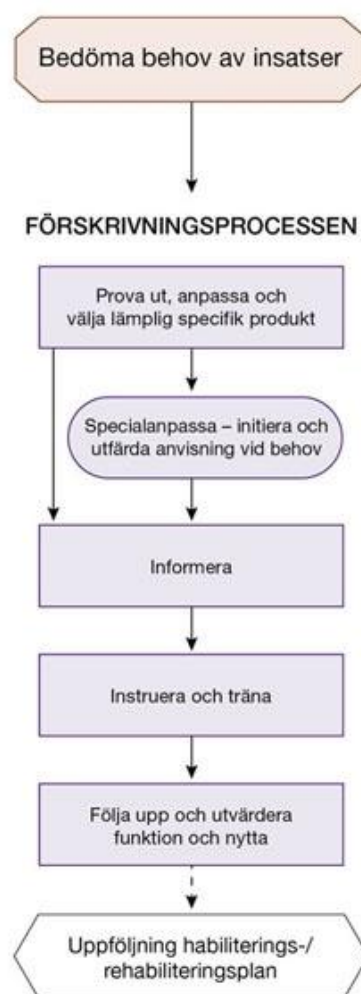 Bedöma behov av insatser
FÖRSKRIVNINGSPROCESSEN
Prova ut, anpassa och
välja lämplig specifik produkt
Specialanpassa – initiera och
utfärda anvisning vid behov
Informera
Instruera och träna
Följa upp och utvärdera
funktion och nytta
Uppföljning habiliterings-/
rehabiliteringsplan